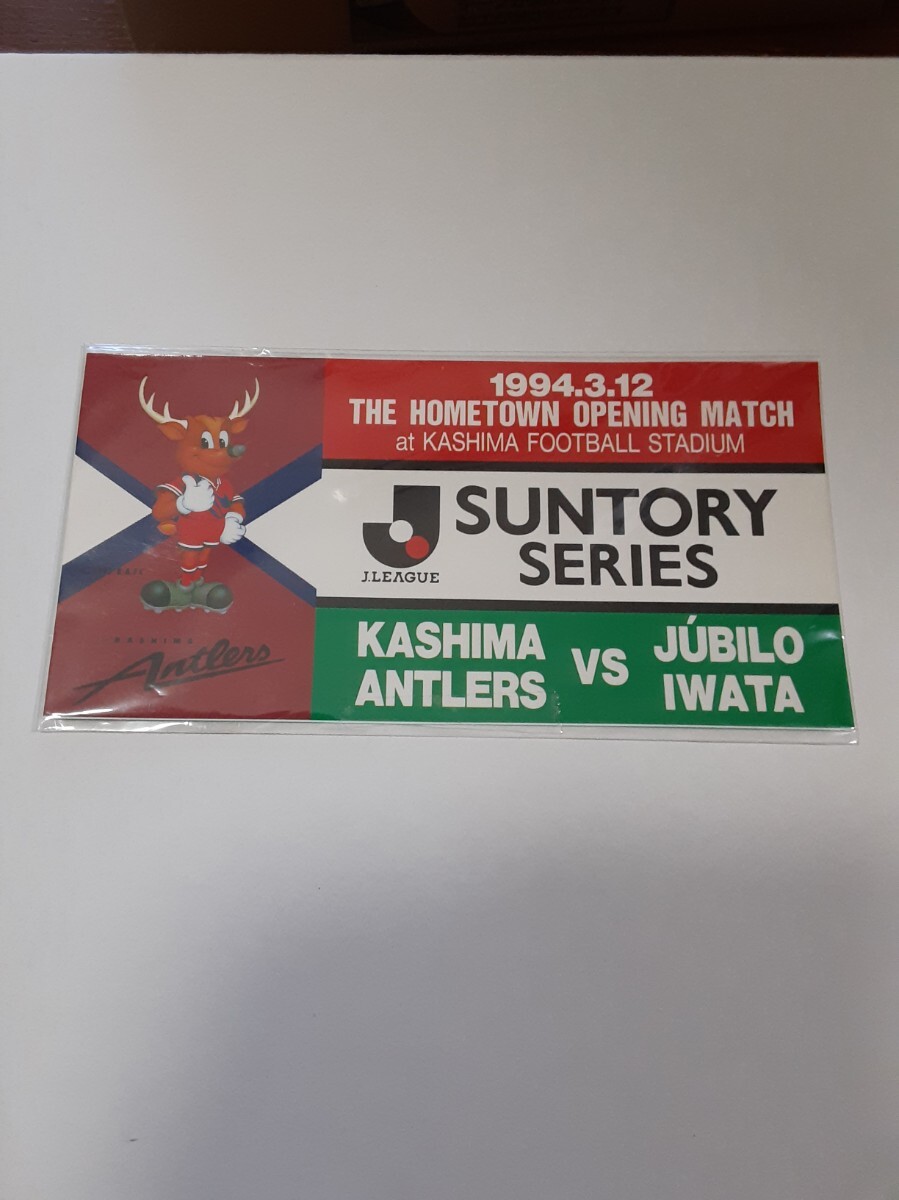 1994.3.12
THE HOMETOWN OPENING MATCH
at KASHIMA FOOTBALL STADIUM
J.LEAGUE
SUNTORY
SERIES
KASHIMA
ANTLERS
VS
JÚBILO
IWATA
KASHIMA
Antlers